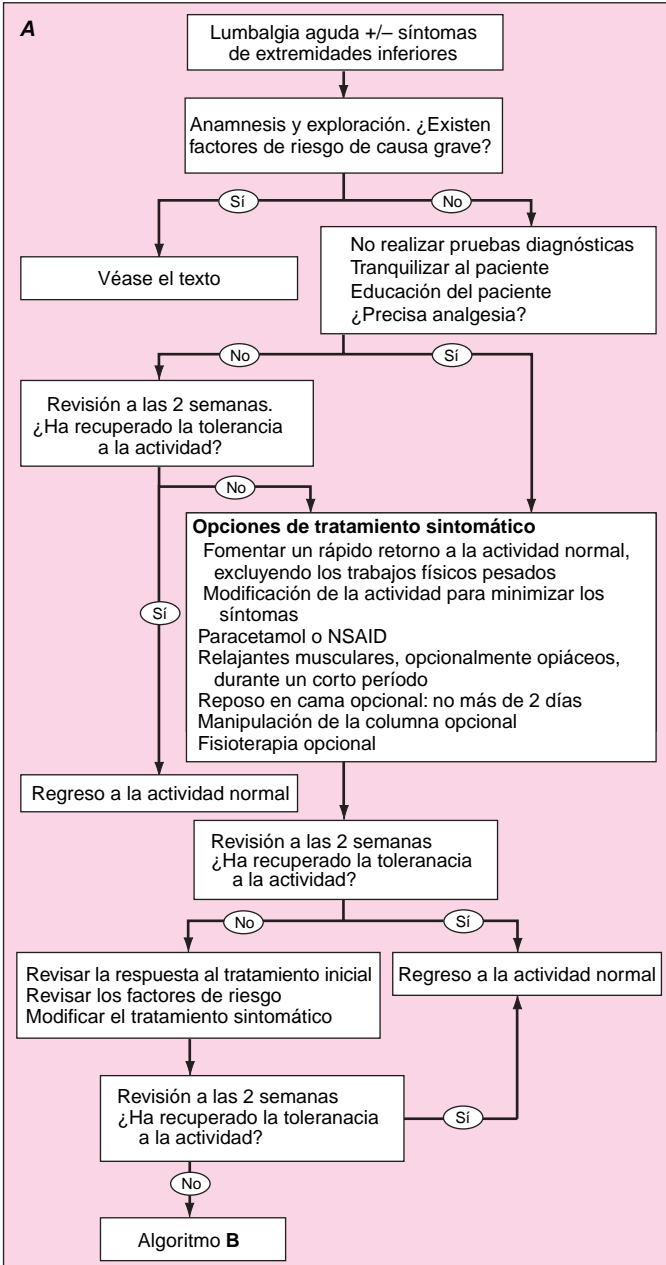 A
Lumbalgia aguda +/– síntomas
de extremidades inferiores
Anamnesis y exploración. ¿Existen
factores de riesgo de causa grave?
Sí
No
Véase el texto
No realizar pruebas diagnósticas
Tranquilizar al paciente
Educación del paciente
¿Precisa analgesia?
No
Sí
Revisión a las 2 semanas.
¿Ha recuperado la tolerancia
a la actividad?
No
Sí
Opciones de tratamiento sintomático
Fomentar un rápido retorno a la actividad normal,
excluyendo los trabajos físicos pesados
Modificación de la actividad para minimizar los
síntomas
Paracetamol o NSAID
Relajantes musculares, opcionalmente opiáceos,
durante un corto período
Reposo en cama opcional: no más de 2 días
Manipulación de la columna opcional
Fisioterapia opcional
Regreso a la actividad normal
Revisión a las 2 semanas
¿Ha recuperado la toleranacia
a la actividad?
No
Sí
Revisar la respuesta al tratamiento inicial
Revisar los factores de riesgo
Modificar el tratamiento sintomático
Regreso a la actividad normal
Revisión a las 2 semanas
¿Ha recuperado la toleranacia
a la actividad?
Sí
No
Algoritmo B